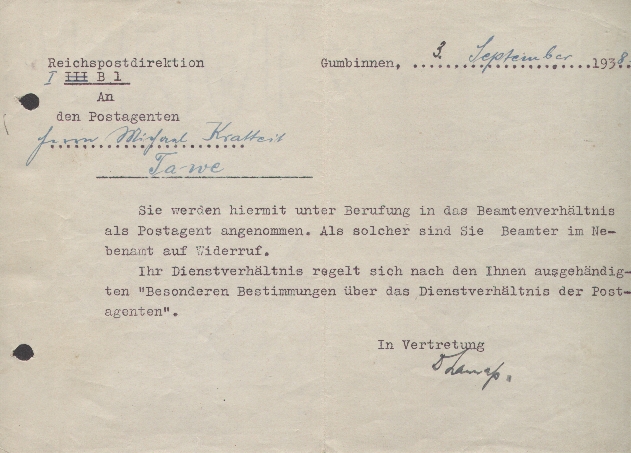 Reichspostdirektion
I III B 1
Gumbinnen, 3. September 1938.
An
den Postagenten
Herrn Michael
Tawe
Sie werden hiermit unter Berufung in das Beamtenverhältnis
als Postagent angenommen. Als solcher sind Sie Beamter im Ne-
benamt auf Widerruf.
Ihr Dienstverhältnis regelt sich nach den Ihnen ausgehändig-
ten "Besonderen Bestimmungen über das Dienstverhältnis der Post-
agenten".
In Vertretung